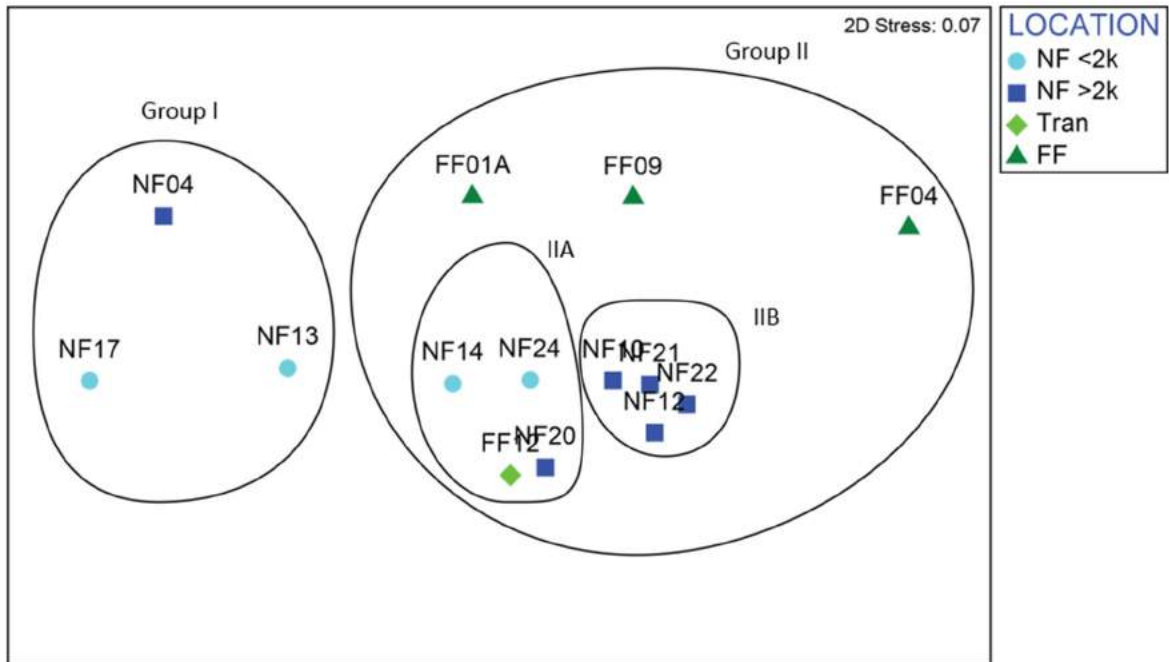 2D Stress: 0.07
LOCATION
NF <2k
NF >2k
Tran
FF
Group II
Group I
NF04
FF01A
FF09
FF04
IIA
IIB
NF17
NF13
NF14
NF24
NF10
NF21
NF22
NF12
FF12
NF20